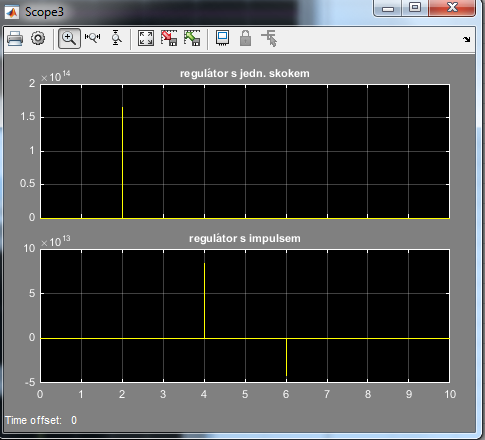 Scope3
×10^14
regulátor s jedn. skokem
2
1.5
1
0.5
0
×10^13
regulátor s impulsem
10
5
0
-5
0 1 2 3 4 5 6 7 8 9 10
Time offset: 0